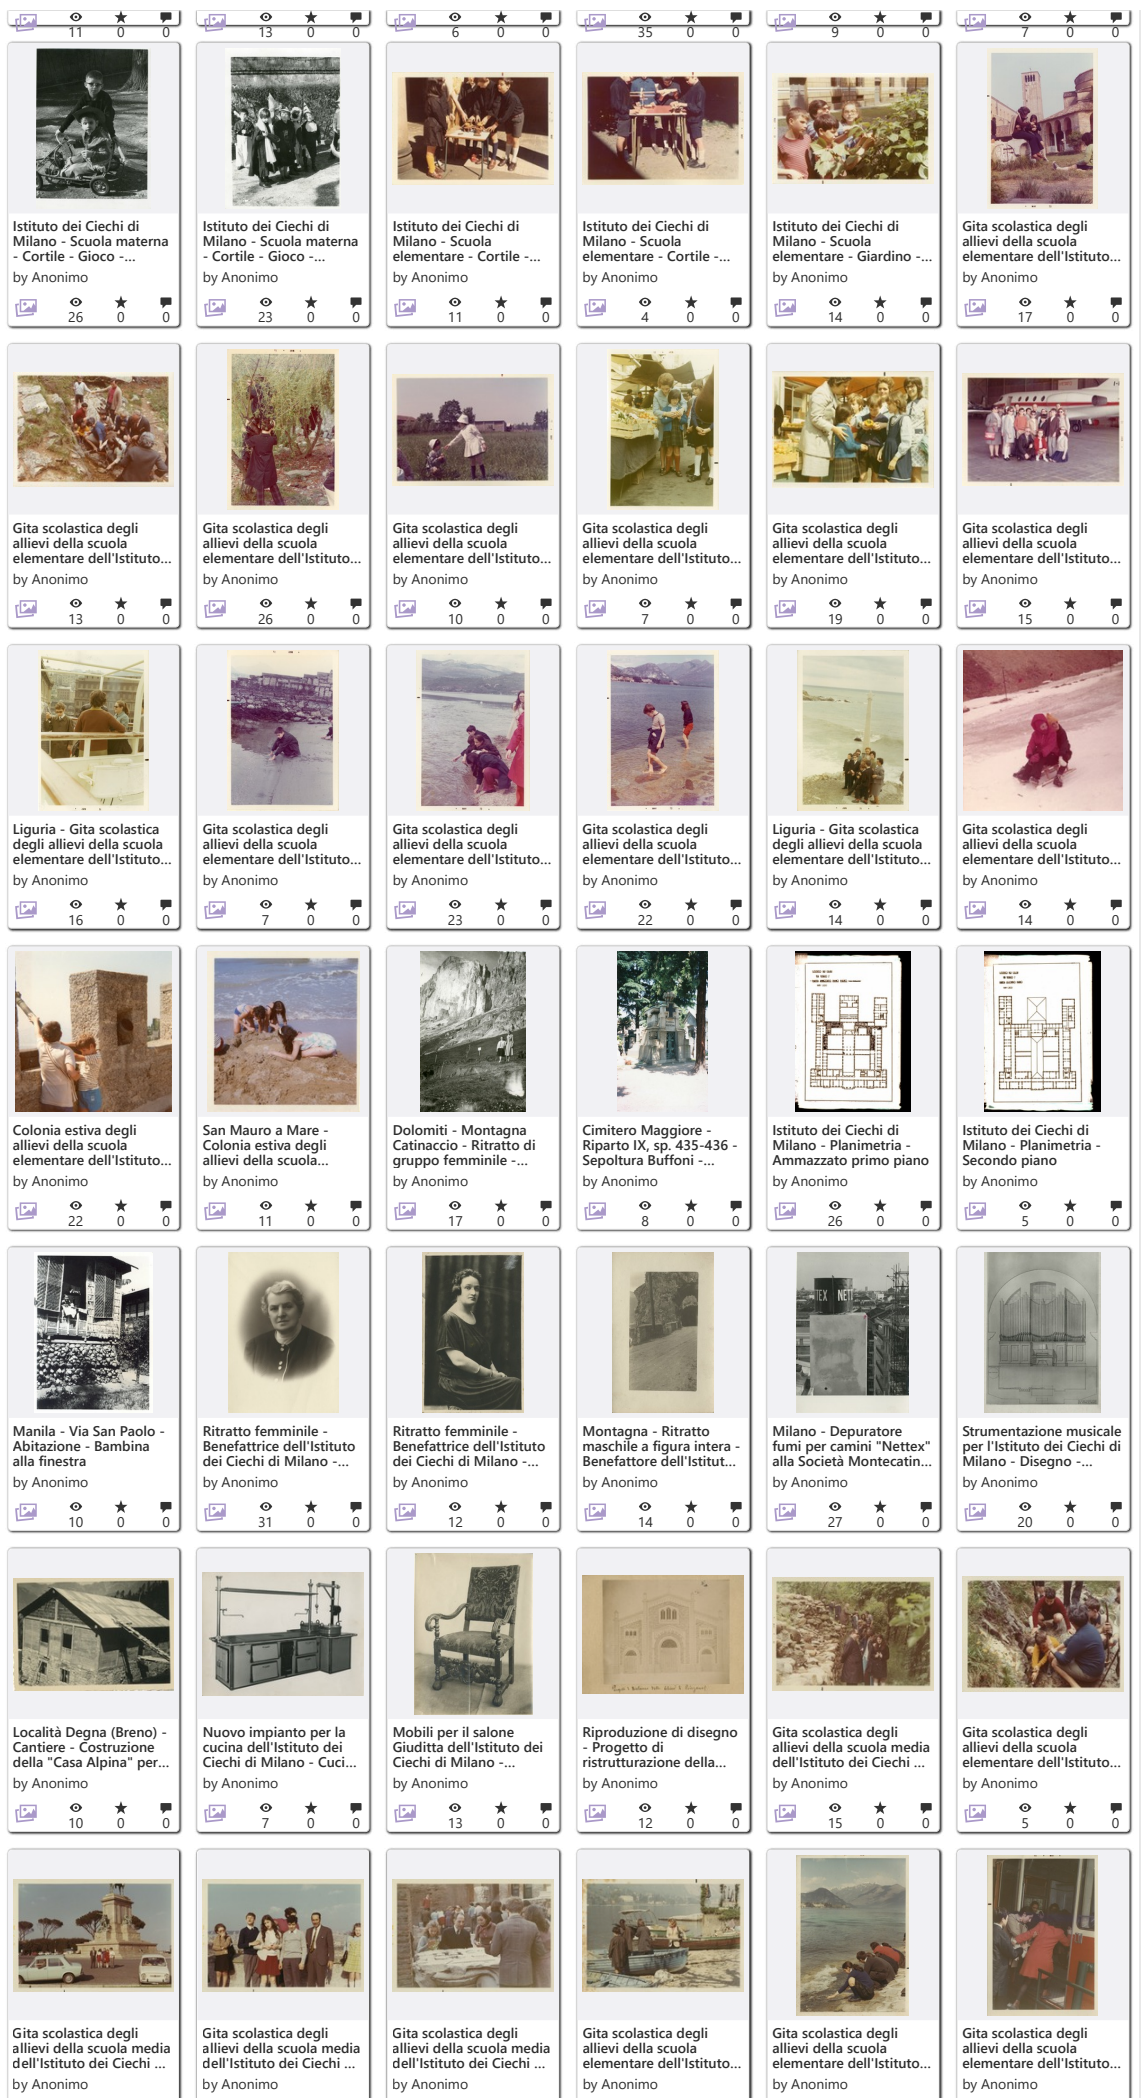 11 0 0 13 0 0 6 0 0 35 0 0 9 0 0 7 0 0
Istituto dei Ciechi di
Milano - Scuola materna
- Cortile - Gioco -...
by Anonimo
26 0 0
Istituto dei Ciechi di
Milano - Scuola materna
- Cortile - Gioco -...
by Anonimo
23 0 0
Istituto dei Ciechi di
Milano - Scuola
elementare - Cortile -...
by Anonimo
11 0 0
Istituto dei Ciechi di
Milano - Scuola
elementare - Cortile -...
by Anonimo
4 0 0
Istituto dei Ciechi di
Milano - Scuola
elementare - Giardino -...
by Anonimo
14 0 0
Gita scolastica degli
allievi della scuola
elementare dell'Istituto...
by Anonimo
17 0 0
Gita scolastica degli
allievi della scuola
elementare dell'Istituto...
by Anonimo
13 0 0
Gita scolastica degli
allievi della scuola
elementare dell'Istituto...
by Anonimo
26 0 0
Gita scolastica degli
allievi della scuola
elementare dell'Istituto...
by Anonimo
10 0 0
Gita scolastica degli
allievi della scuola
elementare dell'Istituto...
by Anonimo
7 0 0
Gita scolastica degli
allievi della scuola
elementare dell'Istituto...
by Anonimo
19 0 0
Gita scolastica degli
allievi della scuola
elementare dell'Istituto...
by Anonimo
15 0 0
Liguria - Gita scolastica
degli allievi della scuola
elementare dell'Istituto...
by Anonimo
16 0 0
Gita scolastica degli
allievi della scuola
elementare dell'Istituto...
by Anonimo
7 0 0
Gita scolastica degli
allievi della scuola
elementare dell'Istituto...
by Anonimo
23 0 0
Gita scolastica degli
allievi della scuola
elementare dell'Istituto...
by Anonimo
22 0 0
Liguria - Gita scolastica
degli allievi della scuola
elementare dell'Istituto...
by Anonimo
14 0 0
Gita scolastica degli
allievi della scuola
elementare dell'Istituto...
by Anonimo
14 0 0
Colonia estiva degli
allievi della scuola
elementare dell'Istituto...
by Anonimo
22 0 0
San Mauro a Mare -
Colonia estiva degli
allievi della scuola...
by Anonimo
11 0 0
Dolomiti - Montagna
Catinaccio - Ritratto di
gruppo femminile -...
by Anonimo
17 0 0
Cimitero Maggiore -
Riparto IX, sp. 435-436 -
Sepoltura Buffoni -...
by Anonimo
8 0 0
Istituto dei Ciechi di
Milano - Planimetria -
Ammazzato primo piano
by Anonimo
26 0 0
Istituto dei Ciechi di
Milano - Planimetria -
Secondo piano
by Anonimo
5 0 0
Manila - Via San Paolo -
Abitazione - Bambina
alla finestra
by Anonimo
10 0 0
Ritratto femminile -
Benefattrice dell'Istituto
dei Ciechi di Milano -...
by Anonimo
31 0 0
Ritratto femminile -
Benefattrice dell'Istituto
dei Ciechi di Milano -...
by Anonimo
12 0 0
Montagna - Ritratto
maschile a figura intera -
Benefattore dell'Istitut...
by Anonimo
14 0 0
TEX NETT
Milano - Depuratore
fumi per camini "Nettex"
alla Società Montecatin...
by Anonimo
27 0 0
Strumentazione musicale
per l'Istituto dei Ciechi di
Milano - Disegno -...
by Anonimo
20 0 0
Località Degna (Breno) -
Cantiere - Costruzione
della "Casa Alpina" per...
by Anonimo
10 0 0
Nuovo impianto per la
cucina dell'Istituto dei
Ciechi di Milano - Cuci...
by Anonimo
7 0 0
Mobili per il salone
Giuditta dell'Istituto dei
Ciechi di Milano -...
by Anonimo
13 0 0
Riproduzione di disegno
- Progetto di
ristrutturazione della...
by Anonimo
12 0 0
Gita scolastica degli
allievi della scuola media
dell'Istituto dei Ciechi ...
by Anonimo
15 0 0
Gita scolastica degli
allievi della scuola
elementare dell'Istituto...
by Anonimo
5 0 0
Gita scolastica degli
allievi della scuola media
dell'Istituto dei Ciechi ...
by Anonimo
Gita scolastica degli
allievi della scuola media
dell'Istituto dei Ciechi ...
by Anonimo
Gita scolastica degli
allievi della scuola media
dell'Istituto dei Ciechi ...
by Anonimo
Gita scolastica degli
allievi della scuola
elementare dell'Istituto...
by Anonimo
Gita scolastica degli
allievi della scuola
elementare dell'Istituto...
by Anonimo
Gita scolastica degli
allievi della scuola
elementare dell'Istituto...
by Anonimo